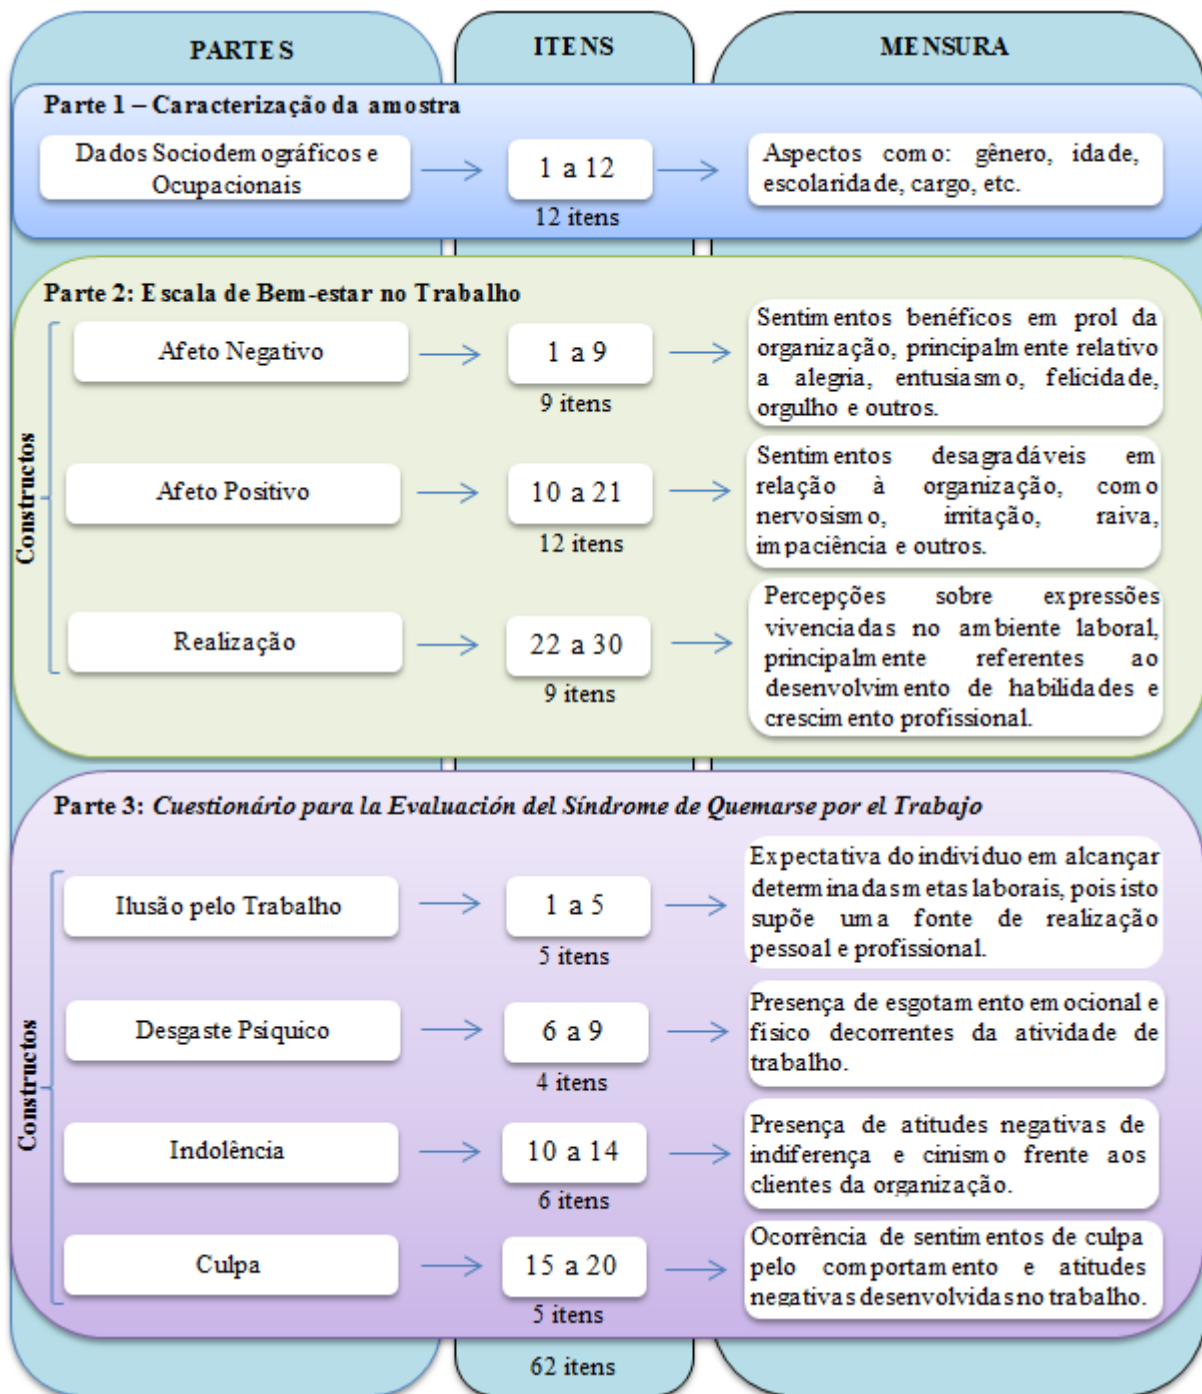 PARTES
ITENS
MENSURA
Parte 1 – Caracterização da amostra
Dados Sociodemográficos e
Ocupacionais
1 a 12
12 itens
Aspectos como: gênero, idade,
escolaridade, cargo, etc.
Parte 2: Escala de Bem-estar no Trabalho
Constructos
Afeto Negativo
1 a 9
9 itens
Sentimentos benéficos em prol da
organização, principalmente relativo
a alegria, entusiasmo, felicidade,
orgulho e outros.
Afeto Positivo
10 a 21
12 itens
Sentimentos desagradáveis em
relação à organização, como
nervosismo, irritação, raiva,
impaciência e outros.
Realização
22 a 30
9 itens
Percepções sobre expressões
vivenciadas no ambiente laboral,
principalmente referentes ao
desenvolvimento de habilidades e
crescimento profissional.
Parte 3: Cuestionário para la Evaluación del Síndrome de Quemarse por el Trabajo
Constructos
Ilusão pelo Trabalho
1 a 5
5 itens
Expectativa do indivíduo em alcançar
determinadas metas laborais, pois isto
supõe uma fonte de realização
pessoal e profissional.
Desgaste Psíquico
6 a 9
4 itens
Presença de esgotamento emocional e
físico decorrentes da atividade de
trabalho.
Indolência
10 a 14
6 itens
Presença de atitudes negativas de
indiferença e cinismo frente aos
clientes da organização.
Culpa
15 a 20
5 itens
Ocorrência de sentimentos de culpa
pelo comportamento e atitudes
negativas desenvolvidas no trabalho.
62 itens